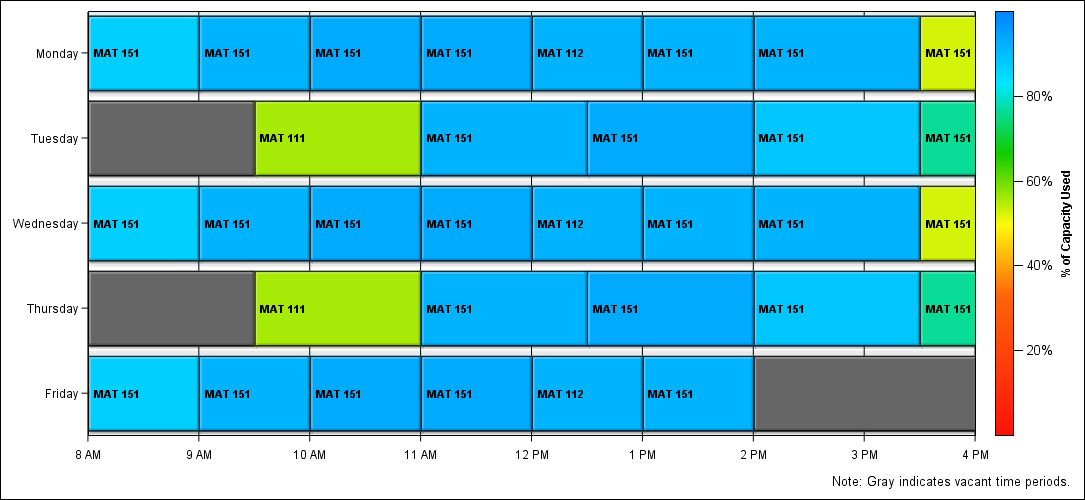 Monday
MAT 151 MAT 151 MAT 151 MAT 151 MAT 112 MAT 151 MAT 151 MAT 151
Tuesday
MAT 111 MAT 151 MAT 151 MAT 151 MAT 151
Wednesday
MAT 151 MAT 151 MAT 151 MAT 151 MAT 112 MAT 151 MAT 151 MAT 151
Thursday
MAT 111 MAT 151 MAT 151 MAT 151 MAT 151
Friday
MAT 151 MAT 151 MAT 151 MAT 151 MAT 112 MAT 151
8 AM 9 AM 10 AM 11 AM 12 PM 1 PM 2 PM 3 PM 4 PM
80%
60%
40%
20%
% of Capacity Used
Note: Gray indicates vacant time periods.